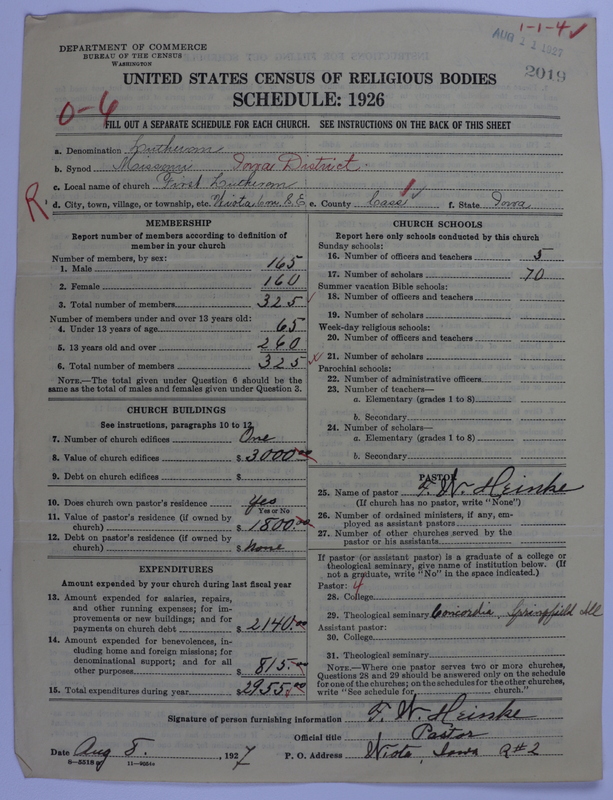 1-1-4 ✓
AUG 11 1927
2019
DEPARTMENT OF COMMERCE
BUREAU OF THE CENSUS
WASHINGTON
UNITED STATES CENSUS OF RELIGIOUS BODIES
SCHEDULE: 1926
0-6
FILL OUT A SEPARATE SCHEDULE FOR EACH CHURCH. SEE INSTRUCTIONS ON THE BACK OF THIS SHEET
a. Denomination Lutheran
b. Synod Missouri Iowa District
c. Local name of church First Lutheran
R
d. City, town, village, or township, etc. Wiota e. County Cass ✓ f. State Iowa
MEMBERSHIP
Report number of members according to definition of
member in your church
Number of members, by sex:
1. Male 165
2. Female 160
3. Total number of members 325
Number of members under and over 13 years old:
4. Under 13 years of age 65
5. 13 years old and over 260
6. Total number of members 325
NOTE.—The total given under Question 6 should be the
same as the total of males and females given under Question 3.
CHURCH BUILDINGS
See instructions, paragraphs 10 to 12
7. Number of church edifices One
8. Value of church edifices $ 3000.00
9. Debt on church edifices $
10. Does church own pastor's residence Yes
Yes or No
11. Value of pastor's residence (if owned by
church) $ 1800.00
12. Debt on pastor's residence (if owned by
church) $ None
EXPENDITURES
Amount expended by your church during last fiscal year
13. Amount expended for salaries, repairs,
and other running expenses; for im-
provements or new buildings; and for
payments on church debt $ 2140.00
14. Amount expended for benevolences, in-
cluding home and foreign missions; for
denominational support; and for all
other purposes $ 815.00
15. Total expenditures during year $ 2955.00
CHURCH SCHOOLS
Report here only schools conducted by this church
Sunday schools:
16. Number of officers and teachers 5
17. Number of scholars 70
Summer vacation Bible schools:
18. Number of officers and teachers
19. Number of scholars
Week-day religious schools:
20. Number of officers and teachers
21. Number of scholars
Parochial schools:
22. Number of administrative officers
23. Number of teachers—
a. Elementary (grades 1 to 8)
b. Secondary
24. Number of scholars—
a. Elementary (grades 1 to 8)
b. Secondary
PASTOR
25. Name of pastor F. W. Heinke
(If church has no pastor, write "None")
26. Number of ordained ministers, if any, em-
ployed as assistant pastors
27. Number of other churches served by the
pastor or his assistants
If pastor (or assistant pastor) is a graduate of a college or
theological seminary, give name of institution below. (If
not a graduate, write "No" in the space indicated.)
Pastor: 4
28. College
29. Theological seminary Concordia Springfield Ill
Assistant pastor:
30. College
31. Theological seminary
NOTE.—Where one pastor serves two or more churches,
Questions 28 and 29 should be answered only on the schedule
for one of the churches; on the schedules for the other churches,
write "See schedule for church."
Signature of person furnishing information F. W. Heinke
Official title Pastor
Date Aug 8. , 1927 P. O. Address Wiota, Iowa R#2
8—5518